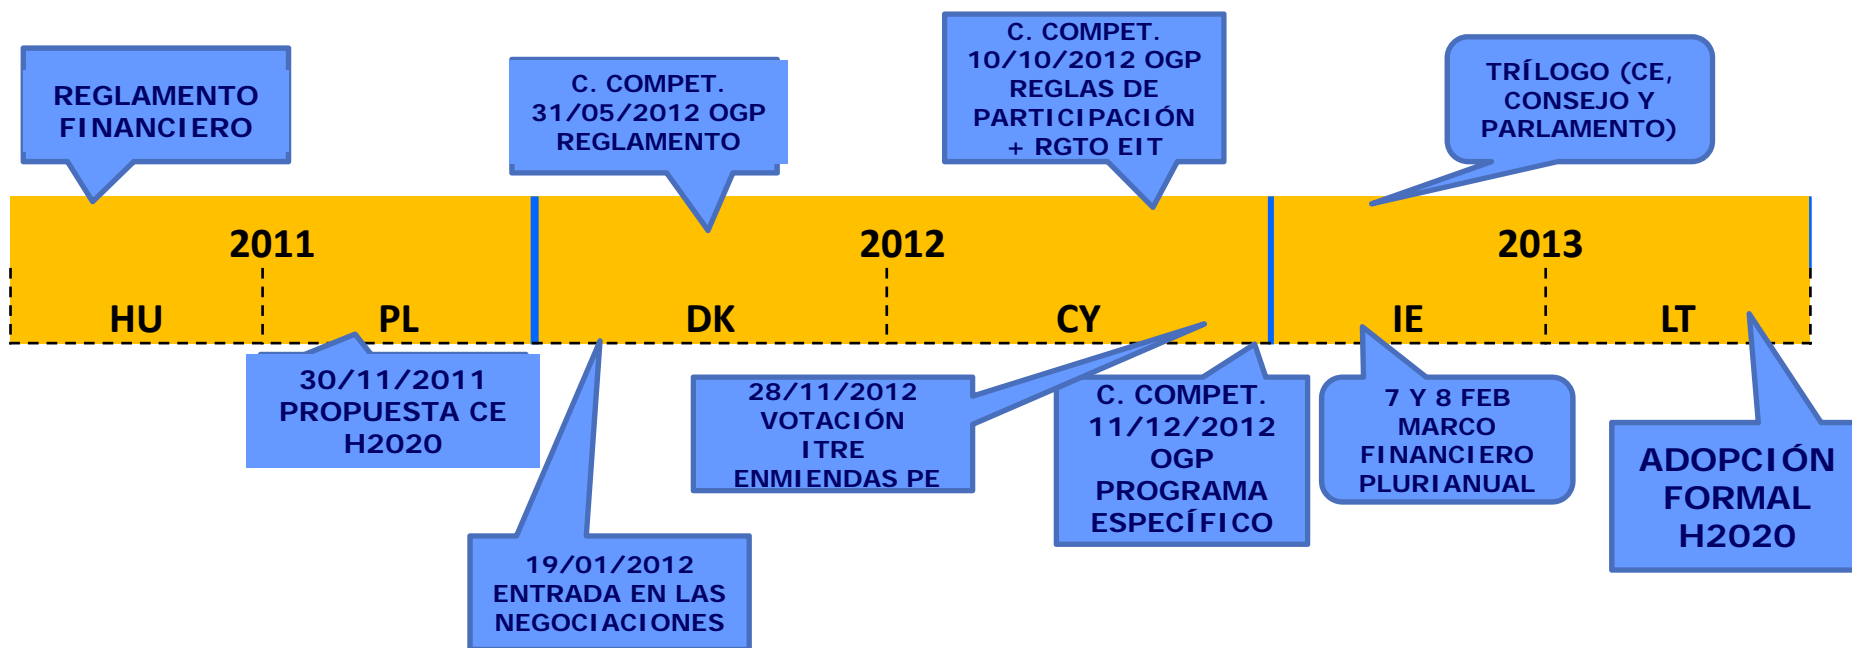 REGLAMENTO
FINANCIERO
C. COMPET.
31/05/2012 OGP
REGLAMENTO
C. COMPET.
10/10/2012 OGP
REGLAS DE
PARTICIPACIÓN
+ RGTO EIT
TRÍLOGO (CE,
CONSEJO Y
PARLAMENTO)
2011
2012
2013
HU
PL
DK
CY
IE
LT
30/11/2011
PROPUESTA CE
H2020
19/01/2012
ENTRADA EN LAS
NEGOCIACIONES
28/11/2012
VOTACIÓN
ITRE
ENMIENDAS PE
C. COMPET.
11/12/2012
OGP
PROGRAMA
ESPECÍFICO
7 Y 8 FEB
MARCO
FINANCIERO
PLURIANUAL
ADOPCIÓN
FORMAL
H2020